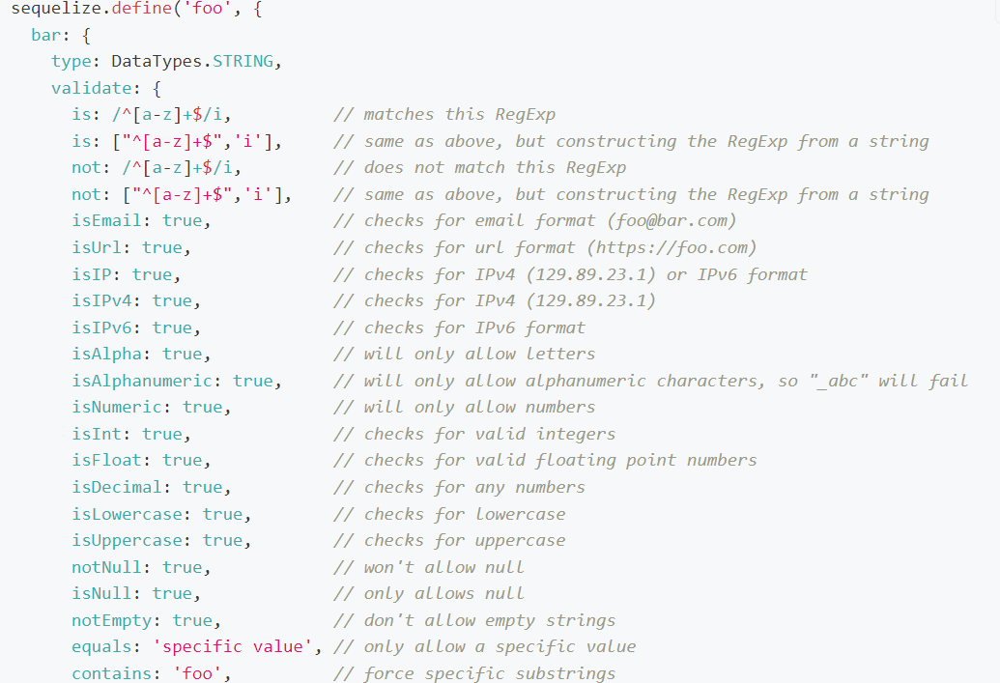 sequelize.define('foo', {
  bar: {
    type: DataTypes.STRING,
    validate: {
      is: /^[a-z]+$/i,          // matches this RegExp
      is: ["^[a-z]+$",'i'],     // same as above, but constructing the RegExp from a string
      not: /^[a-z]+$/i,         // does not match this RegExp
      not: ["^[a-z]+$",'i'],    // same as above, but constructing the RegExp from a string
      isEmail: true,            // checks for email format (foo@bar.com)
      isUrl: true,              // checks for url format (https://foo.com)
      isIP: true,               // checks for IPv4 (129.89.23.1) or IPv6 format
      isIPv4: true,             // checks for IPv4 (129.89.23.1)
      isIPv6: true,             // checks for IPv6 format
      isAlpha: true,            // will only allow letters
      isAlphanumeric: true,     // will only allow alphanumeric characters, so "_abc" will fail
      isNumeric: true,          // will only allow numbers
      isInt: true,              // checks for valid integers
      isFloat: true,            // checks for valid floating point numbers
      isDecimal: true,          // checks for any numbers
      isLowercase: true,        // checks for lowercase
      isUppercase: true,        // checks for uppercase
      notNull: true,            // won't allow null
      isNull: true,             // only allows null
      notEmpty: true,           // don't allow empty strings
      equals: 'specific value', // only allow a specific value
      contains: 'foo',          // force specific substrings